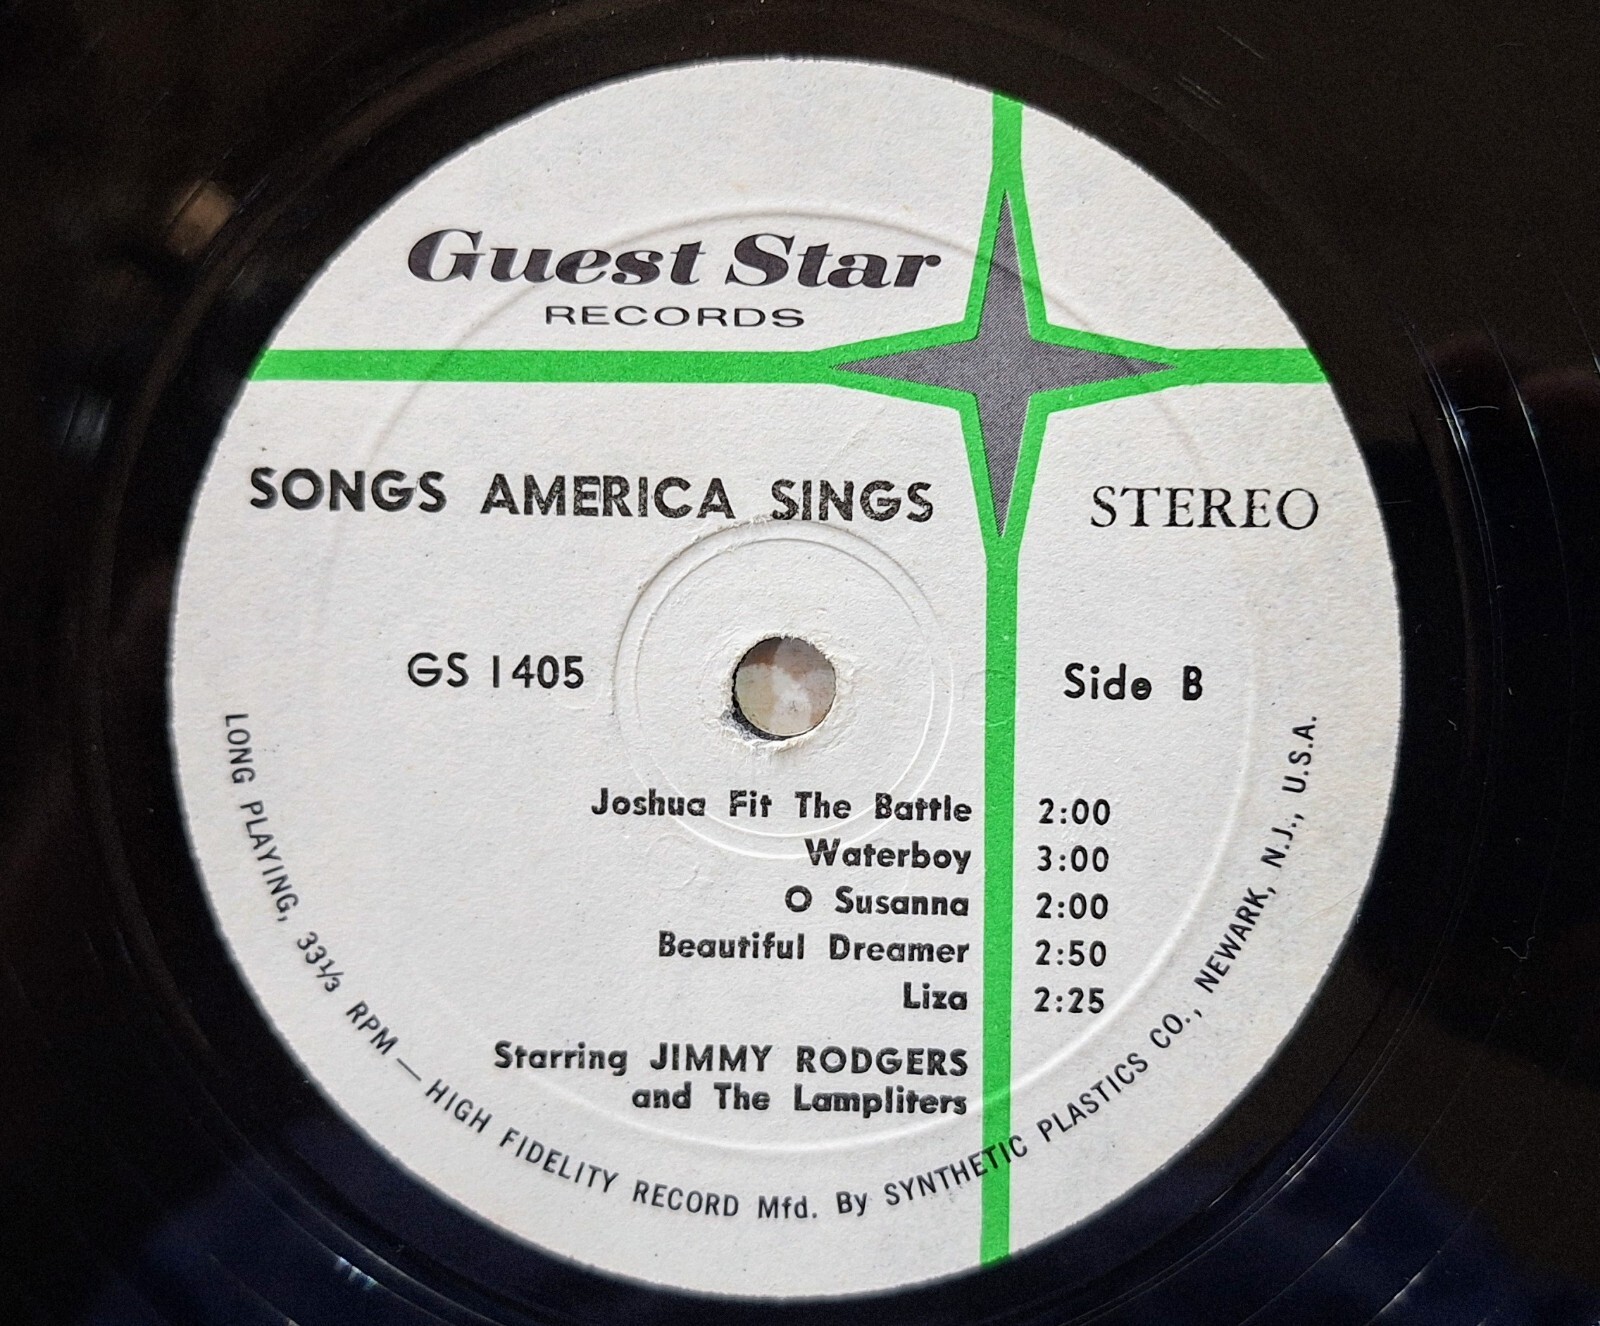 Guest Star
RECORDS
SONGS AMERICA SINGS
STEREO
GS 1405
Side B
Joshua Fit The Battle 2:00
Waterboy 3:00
O Susanna 2:00
Beautiful Dreamer 2:50
Liza 2:25
Starring JIMMY RODGERS
and The Lampliters
LONG PLAYING, 33⅓ RPM — HIGH FIDELITY RECORD Mfd. By SYNTHETIC PLASTICS CO., NEWARK, N.J., U.S.A.